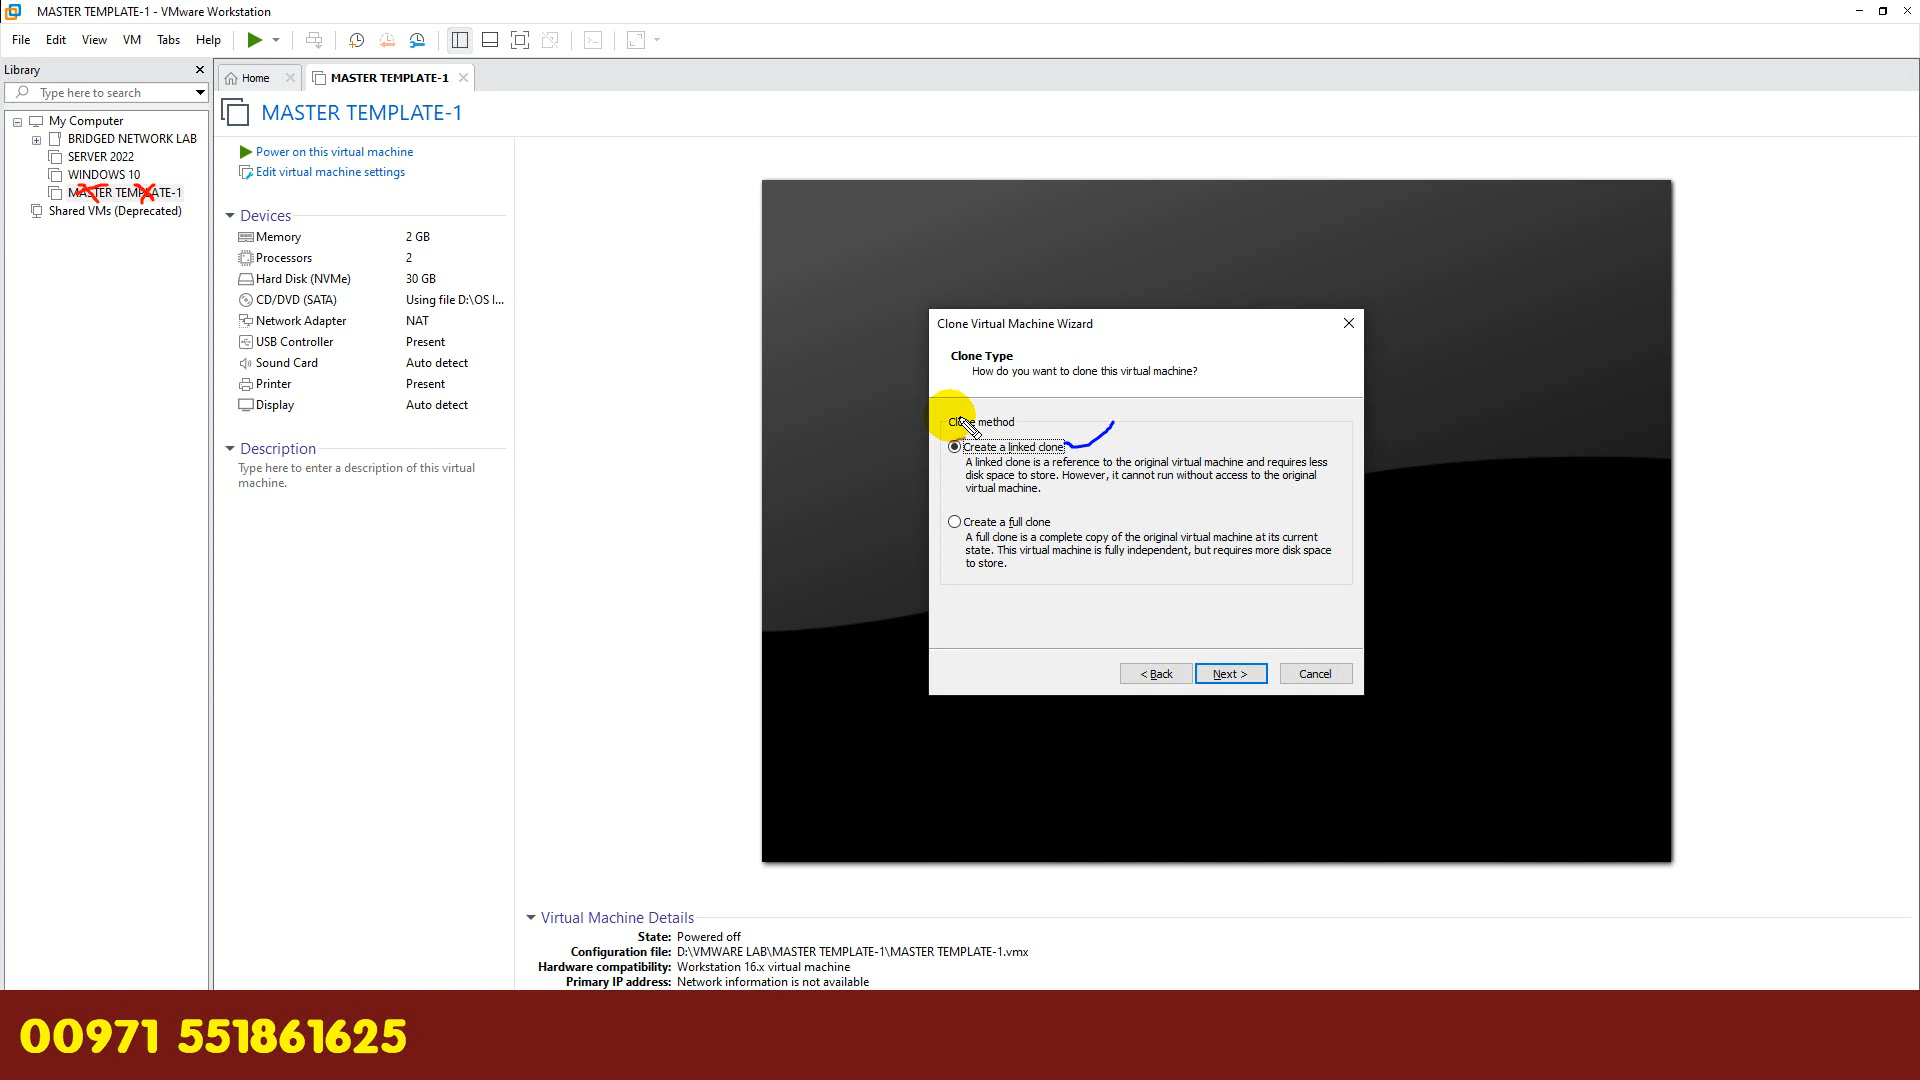 MASTER TEMPLATE-1 - VMware Workstation
File Edit View VM Tabs Help
Library
Type here to search
My Computer
BRIDGED NETWORK LAB
SERVER 2022
WINDOWS 10
MASTER TEMPLATE-1
Shared VMs (Deprecated)
Home
MASTER TEMPLATE-1
MASTER TEMPLATE-1
Power on this virtual machine
Edit virtual machine settings
Devices
Memory 2 GB
Processors 2
Hard Disk (NVMe) 30 GB
CD/DVD (SATA) Using file D:\OS I...
Network Adapter NAT
USB Controller Present
Sound Card Auto detect
Printer Present
Display Auto detect
Description
Type here to enter a description of this virtual
machine.
Clone Virtual Machine Wizard
Clone Type
How do you want to clone this virtual machine?
Clone method
Create a linked clone
A linked clone is a reference to the original virtual machine and requires less
disk space to store. However, it cannot run without access to the original
virtual machine.
Create a full clone
A full clone is a complete copy of the original virtual machine at its current
state. This virtual machine is fully independent, but requires more disk space
to store.
< Back Next > Cancel
Virtual Machine Details
State: Powered off
Configuration file: D:\VMWARE LAB\MASTER TEMPLATE-1\MASTER TEMPLATE-1.vmx
Hardware compatibility: Workstation 16.x virtual machine
Primary IP address: Network information is not available
00971 551861625